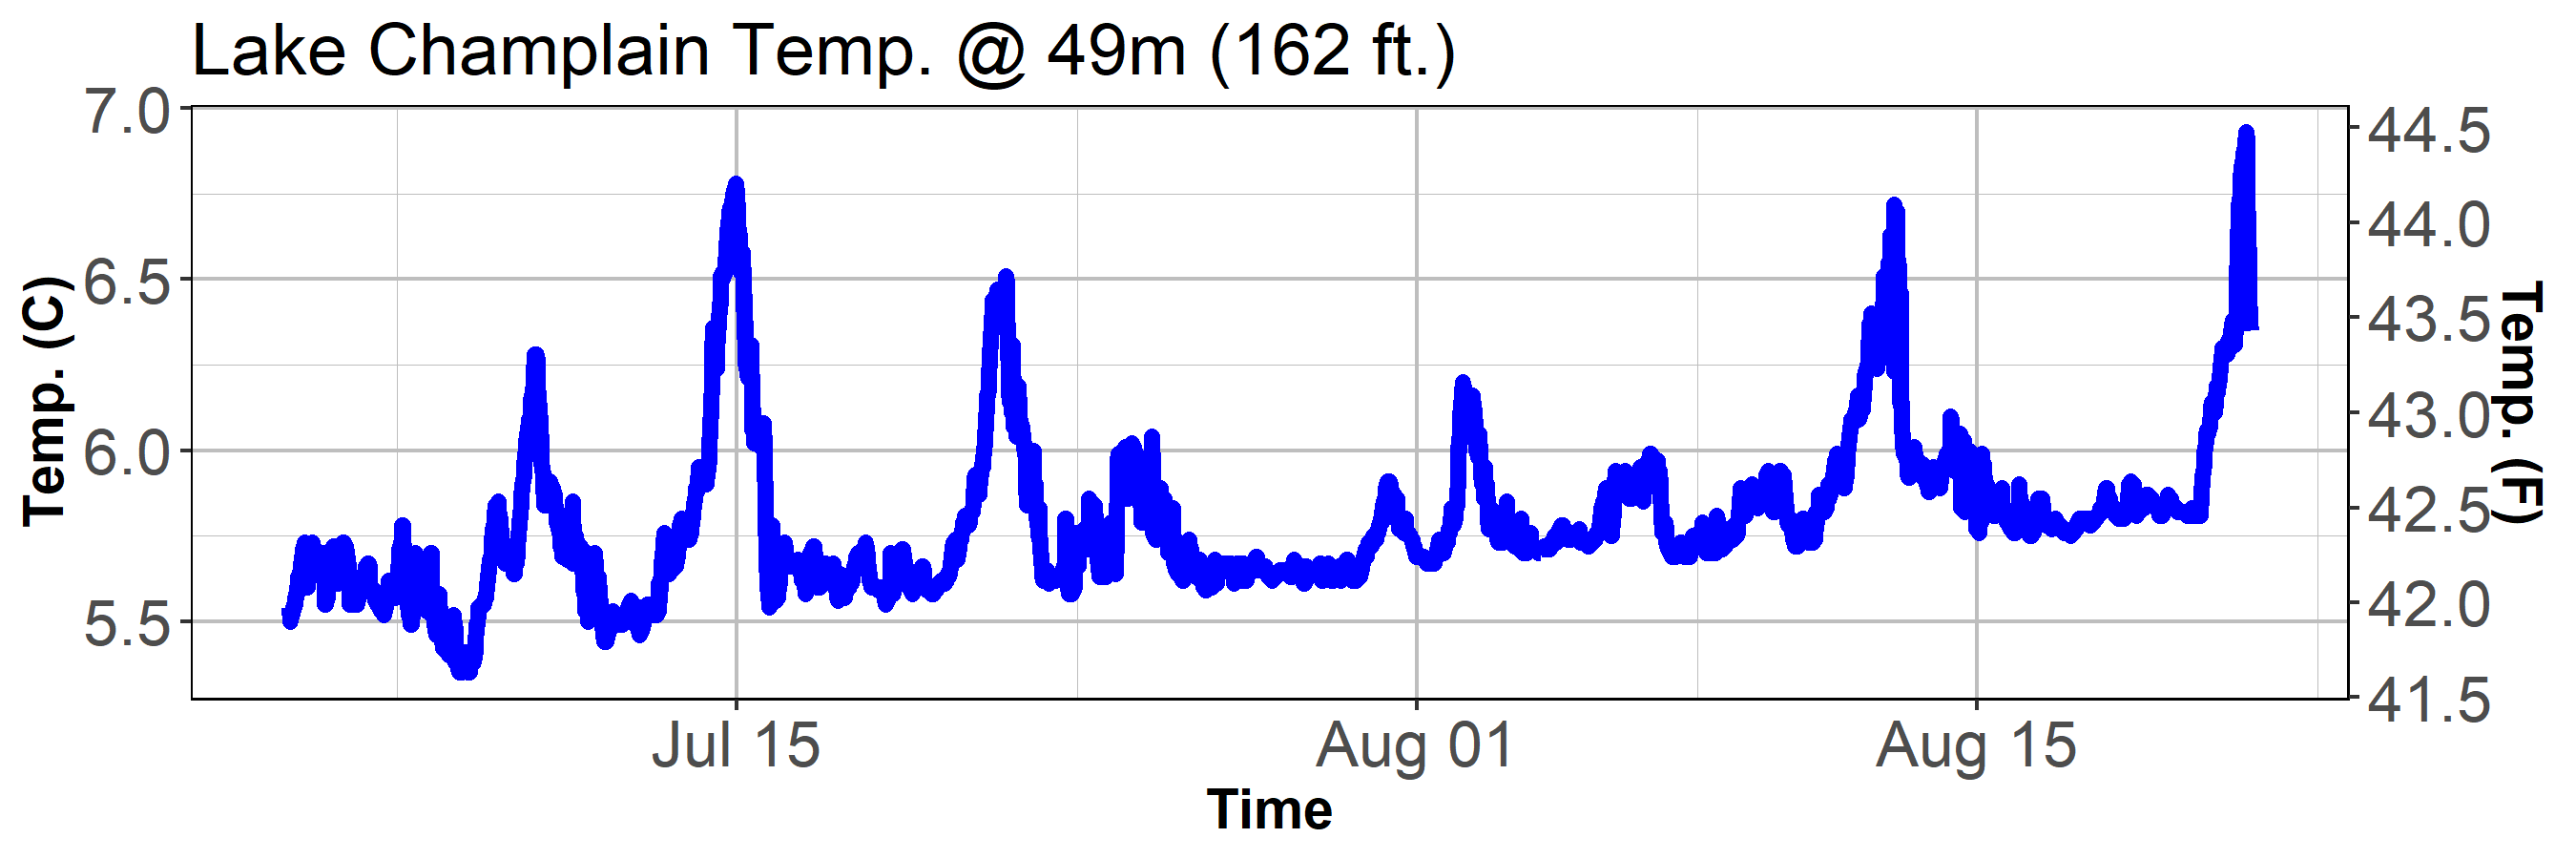 Lake Champlain Temp. @ 49m (162 ft.)
7.0
6.5
6.0
5.5
Temp. (C)
44.5
44.0
43.5
43.0
42.5
42.0
41.5
Temp. (F)
Jul 15
Aug 01
Aug 15
Time